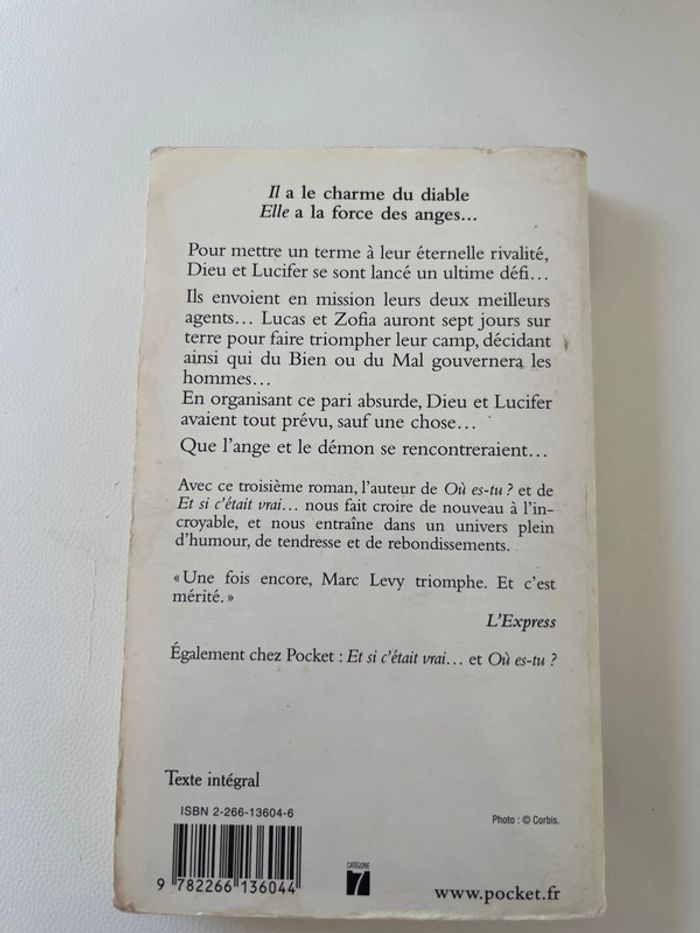 Il a le charme du diable
Elle a la force des anges...
Pour mettre un terme à leur éternelle rivalité,
Dieu et Lucifer se sont lancé un ultime défi...
Ils envoient en mission leurs deux meilleurs
agents... Lucas et Zofia auront sept jours sur
terre pour faire triompher leur camp, décidant
ainsi qui du Bien ou du Mal gouvernera les
hommes...
En organisant ce pari absurde, Dieu et Lucifer
avaient tout prévu, sauf une chose...
Que l'ange et le démon se rencontreraient...
Avec ce troisième roman, l'auteur de Où es-tu ? et de
Et si c'était vrai... nous fait croire de nouveau à l'in-
croyable, et nous entraîne dans un univers plein
d'humour, de tendresse et de rebondissements.
« Une fois encore, Marc Levy triomphe. Et c'est
mérité. »
L'Express
Également chez Pocket : Et si c'était vrai... et Où es-tu ?
Texte intégral
ISBN 2-266-13604-6
Photo : © Corbis.
9 782266 136044
CATÉGORIE
7
www.pocket.fr